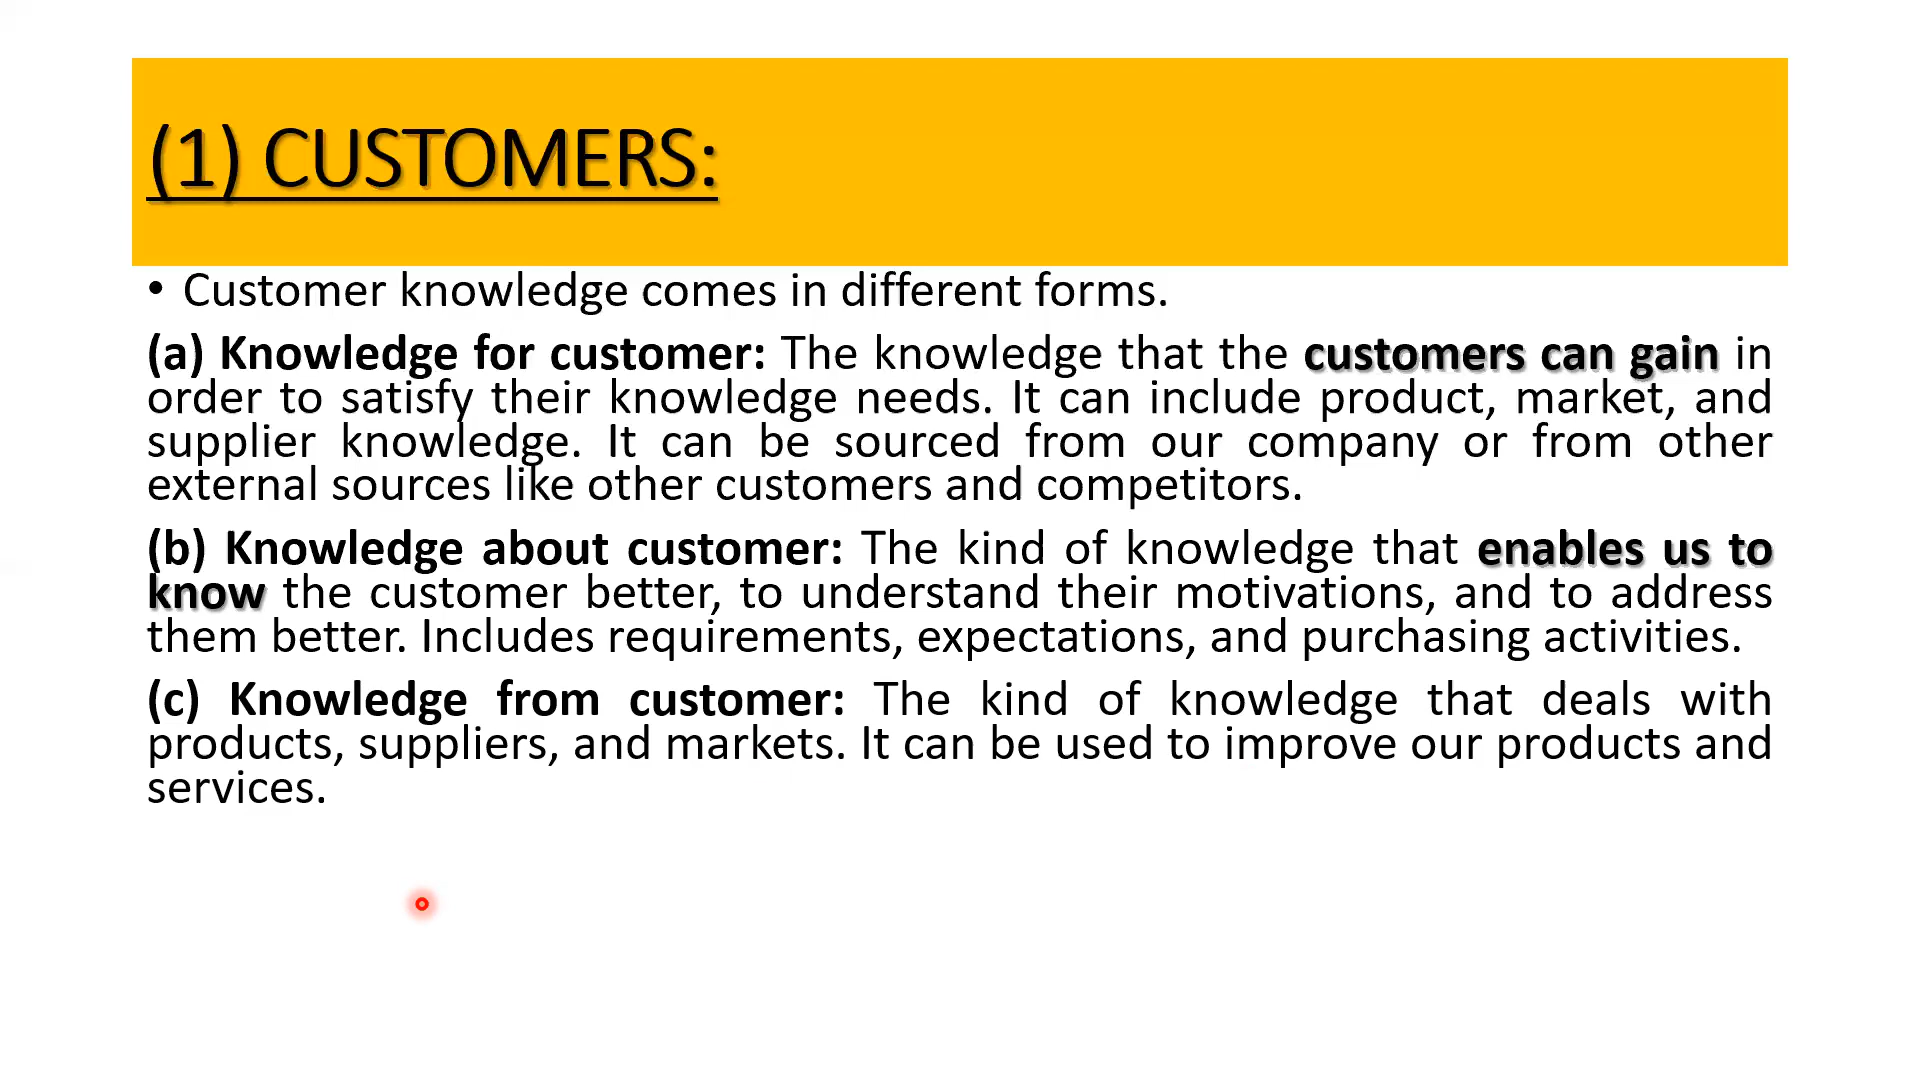 (1) CUSTOMERS:
• Customer knowledge comes in different forms.
(a) Knowledge for customer: The knowledge that the customers can gain in
order to satisfy their knowledge needs. It can include product, market, and
supplier knowledge. It can be sourced from our company or from other
external sources like other customers and competitors.
(b) Knowledge about customer: The kind of knowledge that enables us to
know the customer better, to understand their motivations, and to address
them better. Includes requirements, expectations, and purchasing activities.
(c) Knowledge from customer: The kind of knowledge that deals with
products, suppliers, and markets. It can be used to improve our products and
services.